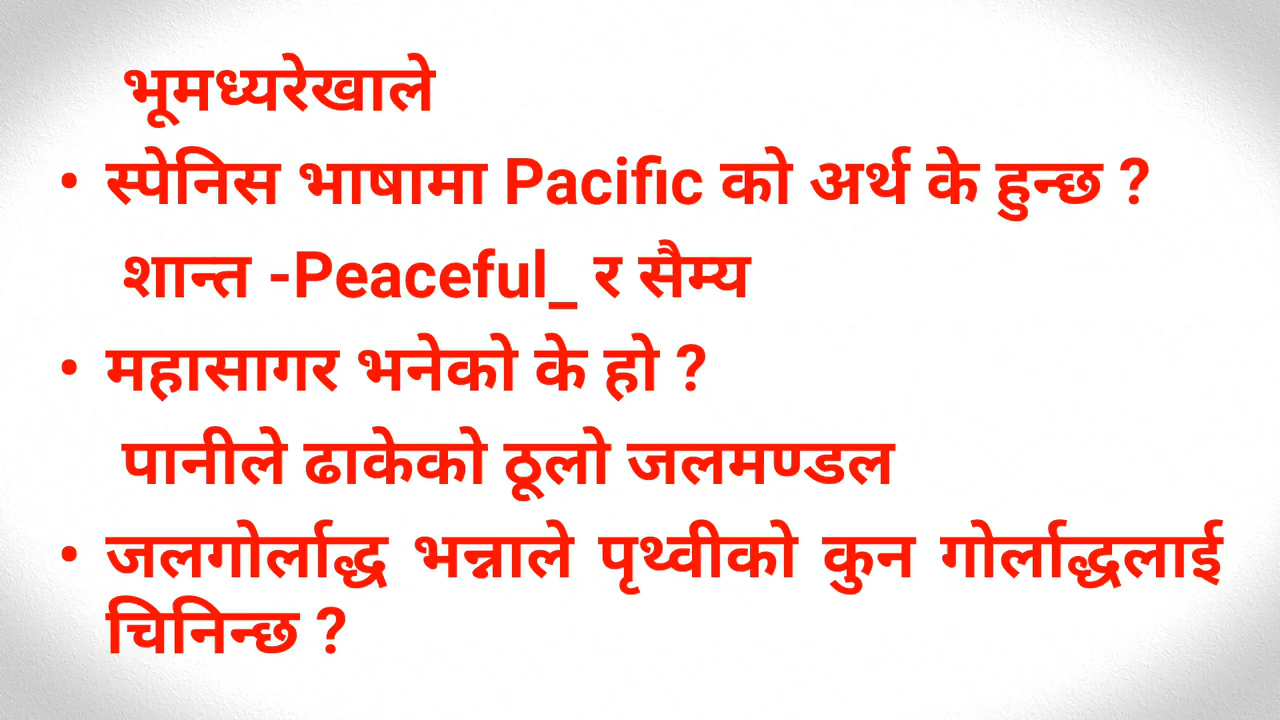 भूमध्यरेखाले
• स्पेनिस भाषामा Pacific को अर्थ के हुन्छ ?
शान्त -Peaceful_ र सैम्य
• महासागर भनेको के हो ?
पानीले ढाकेको ठूलो जलमण्डल
• जलगोर्लाद्ध भन्नाले पृथ्वीको कुन गोर्लाद्धलाई
चिनिन्छ ?